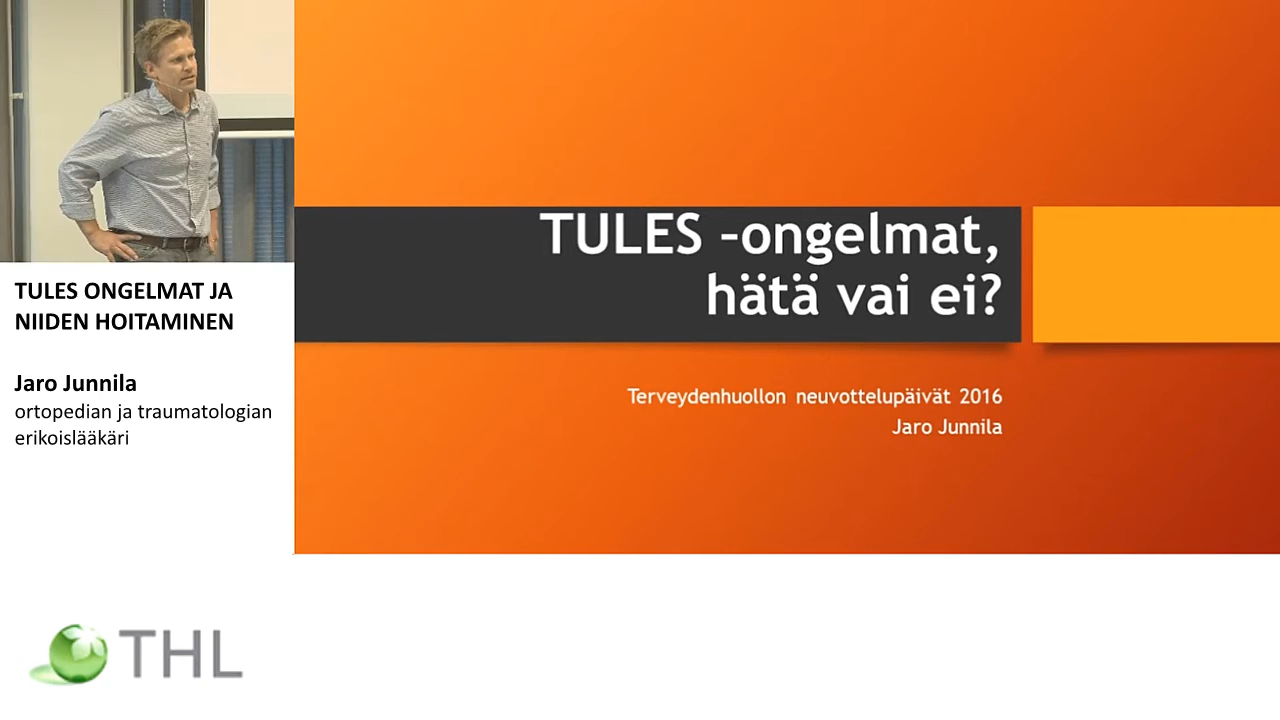 TULES ONGELMAT JA
NIIDEN HOITAMINEN
Jaro Junnila
ortopedian ja traumatologian
erikoislääkäri
TULES -ongelmat,
hätä vai ei?
Terveydenhuollon neuvottelupäivät 2016
Jaro Junnila
THL